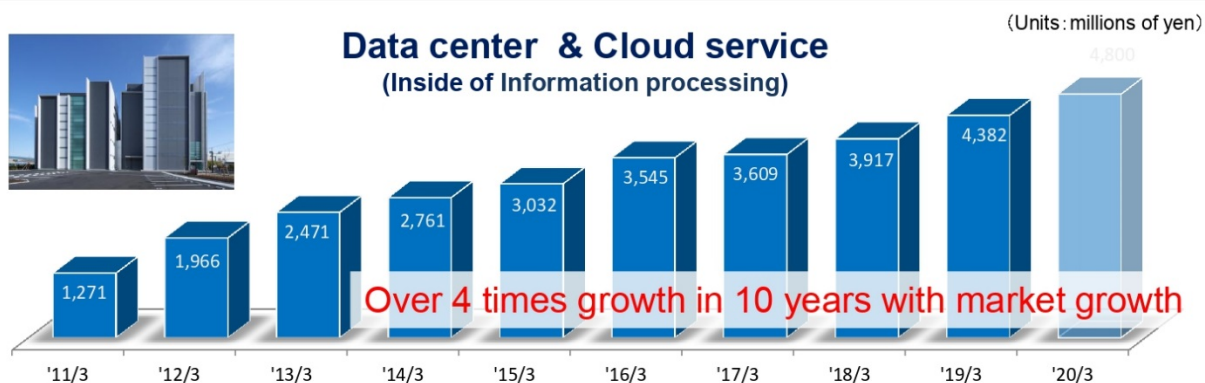 (Units:millions of yen)
Data center & Cloud service
(Inside of Information processing)
4,800
4,382
3,917
3,609
3,545
3,032
2,761
2,471
1,966
1,271
Over 4 times growth in 10 years with market growth
'11/3 '12/3 '13/3 '14/3 '15/3 '16/3 '17/3 '18/3 '19/3 '20/3